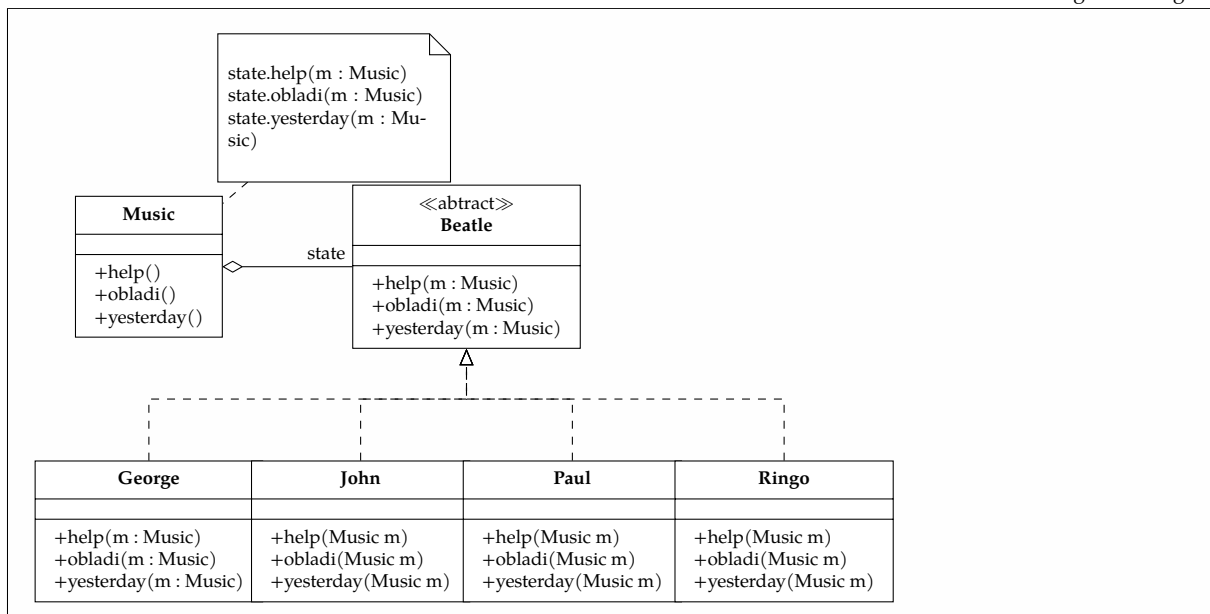 state.help(m : Music)
state.obladi(m : Music)
state.yesterday(m : Mu-
sic)
Music
+help()
+obladi()
+yesterday()
state
≪abtract≫
Beatle
+help(m : Music)
+obladi(m : Music)
+yesterday(m : Music)
George
+help(m : Music)
+obladi(m : Music)
+yesterday(m : Music)
John
+help(Music m)
+obladi(Music m)
+yesterday(Music m)
Paul
+help(Music m)
+obladi(Music m)
+yesterday(Music m)
Ringo
+help(Music m)
+obladi(Music m)
+yesterday(Music m)